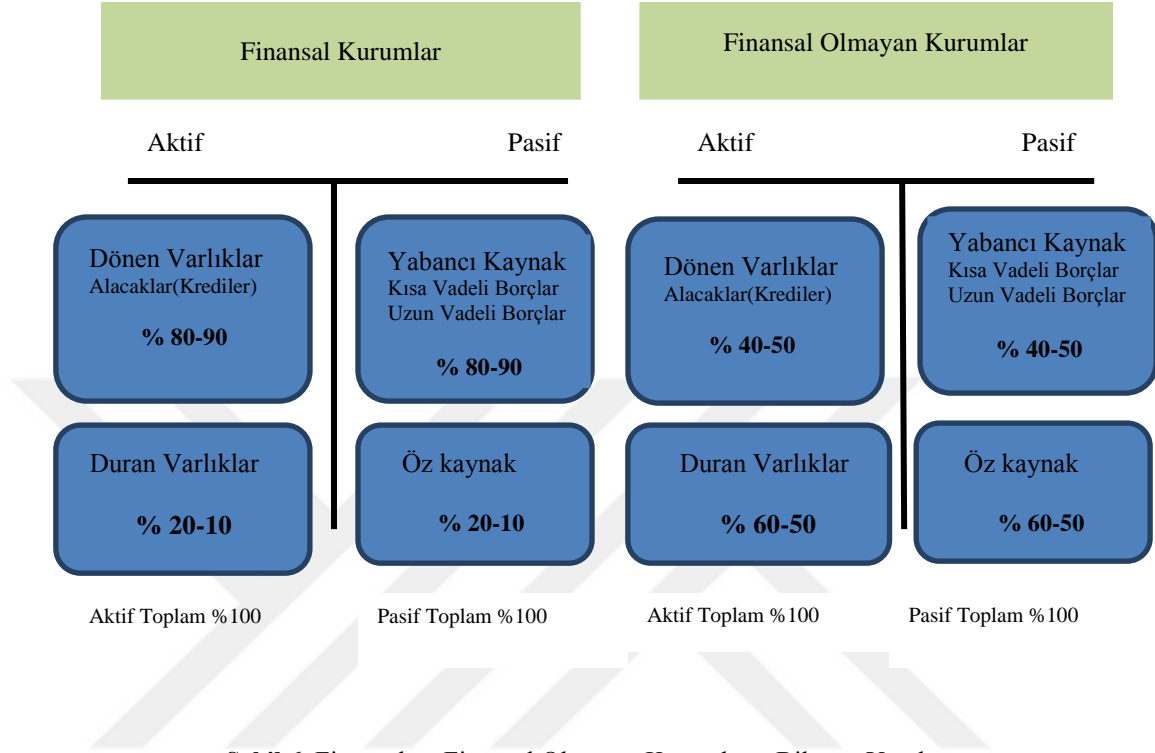 Finansal Kurumlar
Finansal Olmayan Kurumlar
Aktif
Pasif
Aktif
Pasif
Dönen Varlıklar
Alacaklar(Krediler)
% 80-90
Yabancı Kaynak
Kısa Vadeli Borçlar
Uzun Vadeli Borçlar
% 80-90
Duran Varlıklar
% 20-10
Öz kaynak
% 20-10
Aktif Toplam %100
Pasif Toplam %100
Dönen Varlıklar
Alacaklar(Krediler)
% 40-50
Yabancı Kaynak
Kısa Vadeli Borçlar
Uzun Vadeli Borçlar
% 40-50
Duran Varlıklar
% 60-50
Öz kaynak
% 60-50
Aktif Toplam %100
Pasif Toplam %100